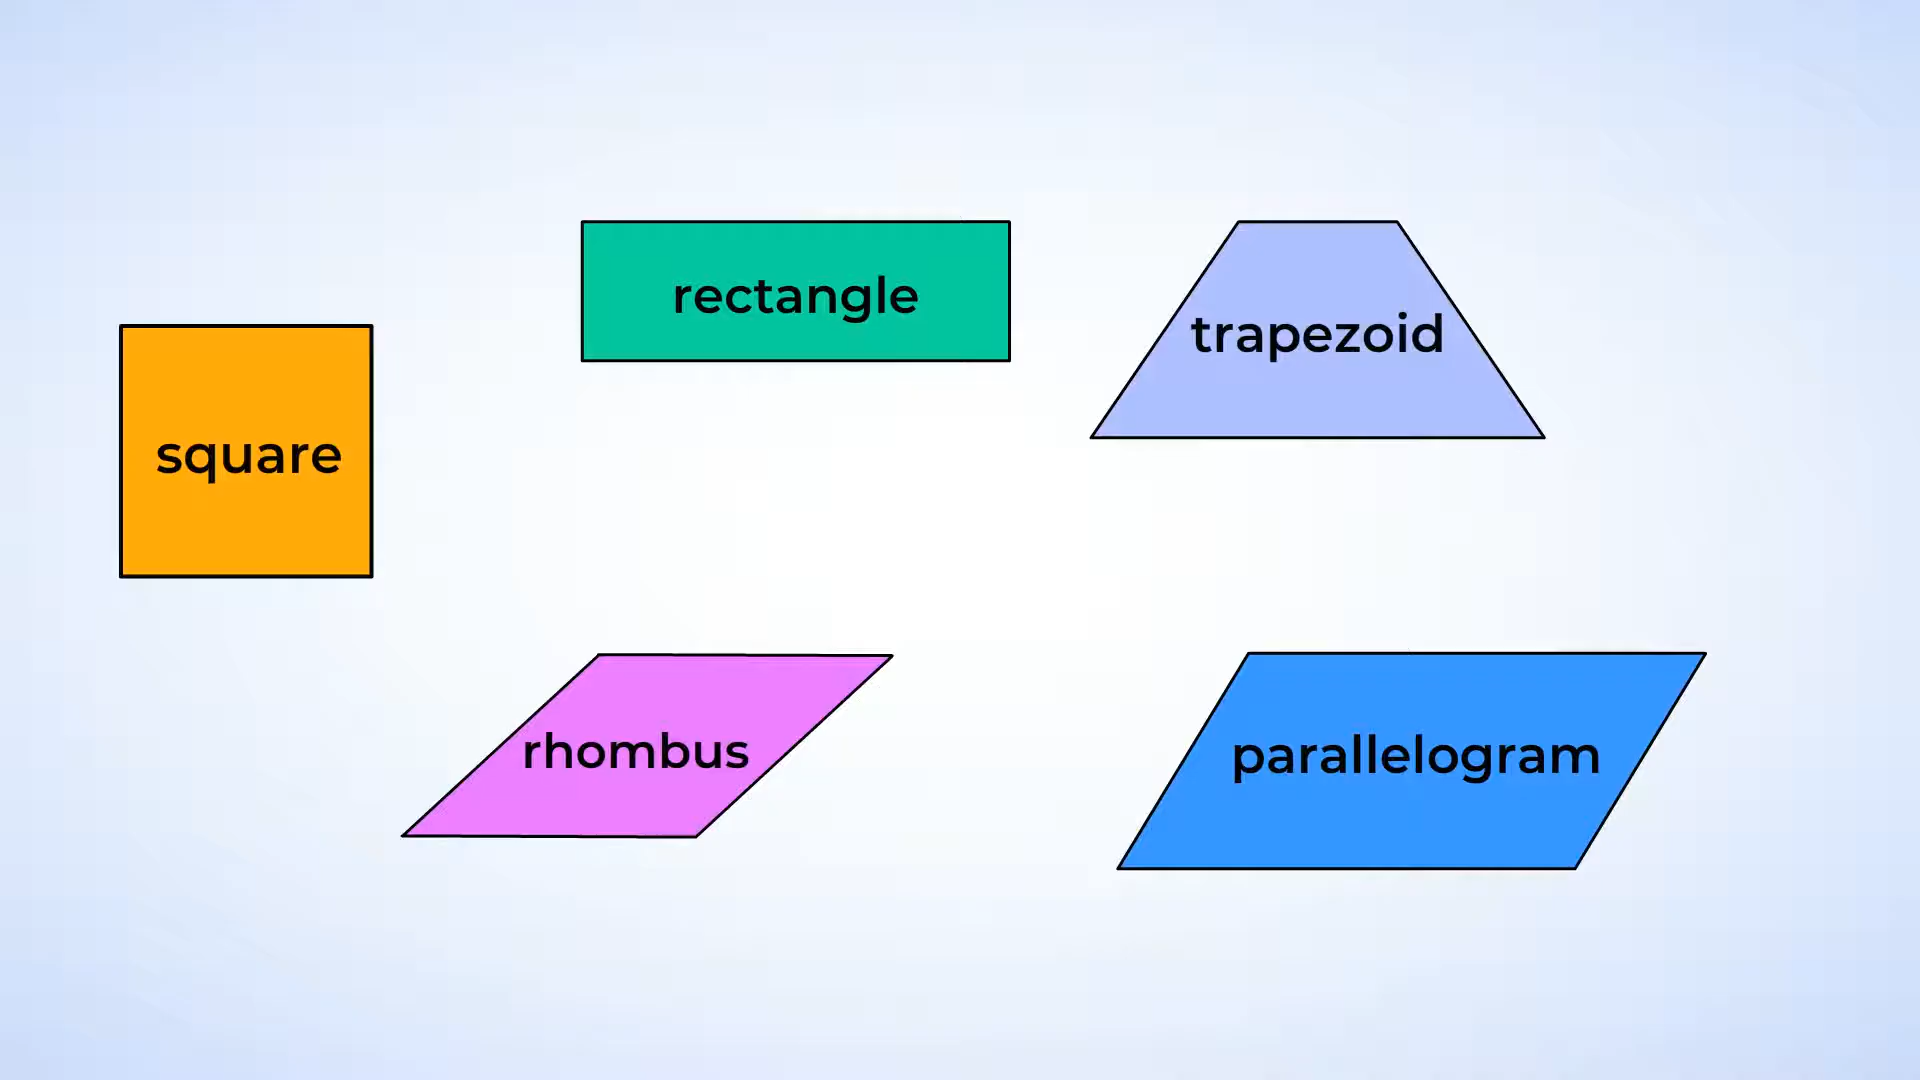 square
rectangle
trapezoid
rhombus
parallelogram